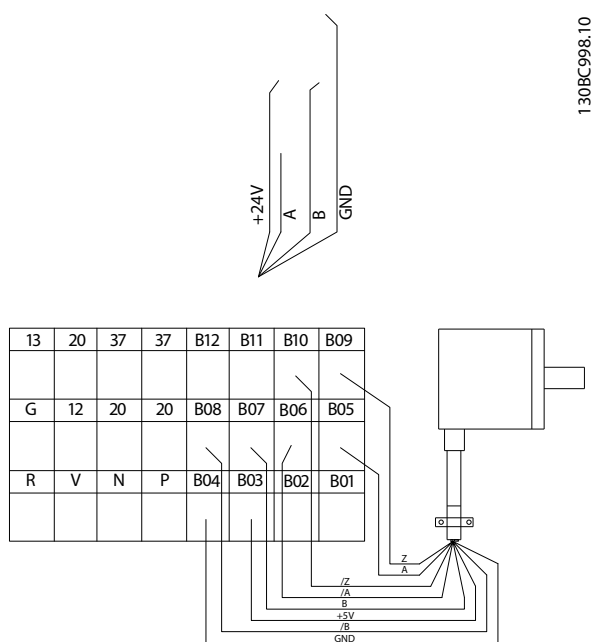 130BC998.10
+24V
A
B
GND
13 20 37 37 B12 B11 B10 B09
G 12 20 20 B08 B07 B06 B05
R V N P B04 B03 B02 B01
Z
A
/Z
/A
B
+5V
/B
GND